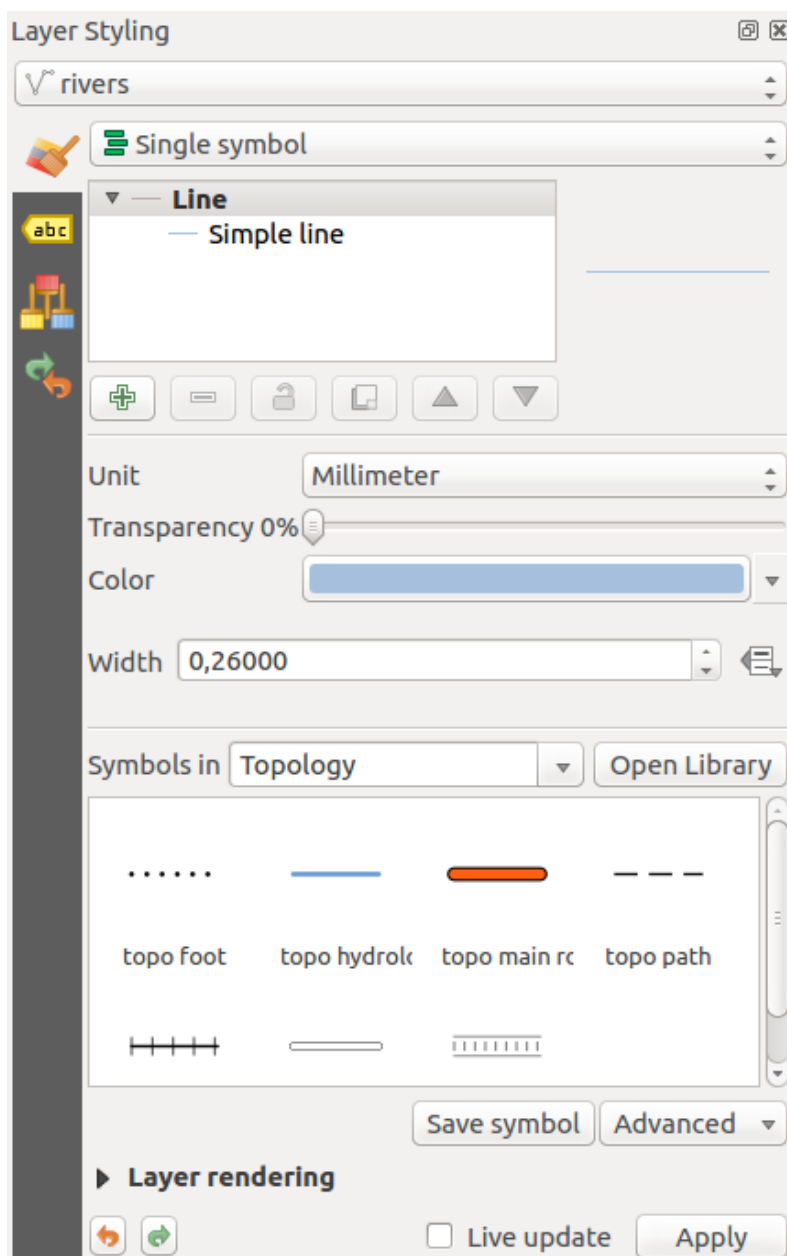 Layer Styling
rivers
Single symbol
Line
abc
Simple line
Unit Millimeter
Transparency 0%
Color
Width 0,26000
Symbols in Topology Open Library
topo foot topo hydrolo topo main ro topo path
Save symbol Advanced
Layer rendering
Live update Apply